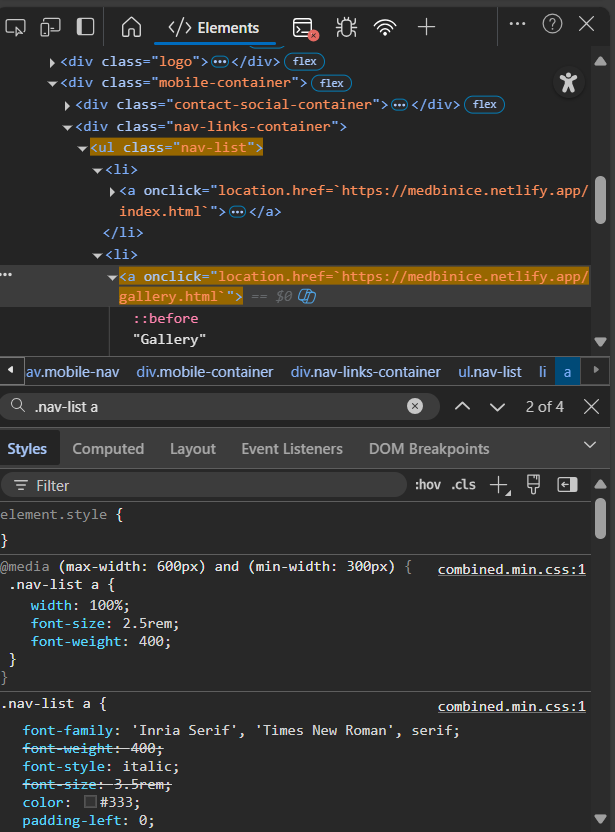 Elements
<div class="logo"> ⋯ </div> flex
<div class="mobile-container"> flex
<div class="contact-social-container"> ⋯ </div> flex
<div class="nav-links-container">
<ul class="nav-list">
<li>
<a onclick="location.href=`https://medbinice.netlify.app/
index.html`"> ⋯ </a>
</li>
<li>
<a onclick="location.href=`https://medbinice.netlify.app/
gallery.html`"> == $0
::before
"Gallery"
av.mobile-nav div.mobile-container div.nav-links-container ul.nav-list li a
.nav-list a 2 of 4
Styles Computed Layout Event Listeners DOM Breakpoints
Filter :hov .cls
element.style {
}
@media (max-width: 600px) and (min-width: 300px) { combined.min.css:1
.nav-list a {
width: 100%;
font-size: 2.5rem;
font-weight: 400;
}
}
.nav-list a { combined.min.css:1
font-family: 'Inria Serif', 'Times New Roman', serif;
font-weight: 400;
font-style: italic;
font-size: 3.5rem;
color: #333;
padding-left: 0;